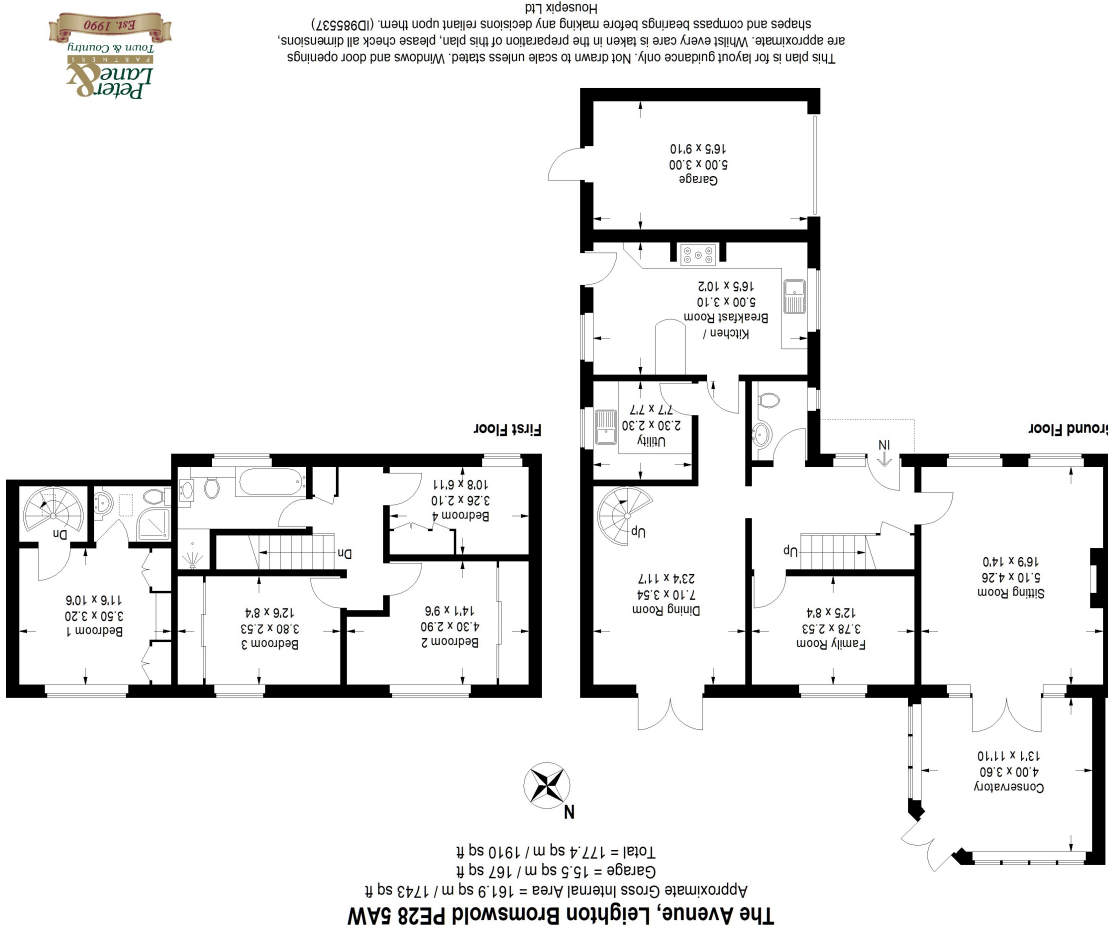 The Avenue, Leighton Bromswold PE28 5AW
Approximate Gross Internal Area = 161.9 sq m / 1743 sq ft
Garage = 15.5 sq m / 167 sq ft
Total = 177.4 sq m / 1910 sq ft
N
Conservatory
4.00 x 3.60
13'1 x 11'10
Sitting Room
5.10 x 4.26
16'9 x 14'0
Family Room
3.78 x 2.53
12'5 x 8'4
Dining Room
7.10 x 3.54
23'4 x 11'7
Up
Up
IN
Utility
2.30 x 2.30
7'7 x 7'7
Kitchen /
Breakfast Room
5.00 x 3.10
16'5 x 10'2
Garage
5.00 x 3.00
16'5 x 9'10
Ground Floor
Bedroom 2
4.30 x 2.90
14'1 x 9'6
Bedroom 3
3.80 x 2.53
12'6 x 8'4
Bedroom 1
3.50 x 3.20
11'6 x 10'6
Dn
Dn
Bedroom 4
3.26 x 2.10
10'8 x 6'11
First Floor
This plan is for layout guidance only. Not drawn to scale unless stated. Windows and door openings
are approximate. Whilst every care is taken in the preparation of this plan, please check all dimensions,
shapes and compass bearings before making any decisions reliant upon them. (ID985537)
Housepix Ltd
Peter &
Lane
PARTNERS
Town & Country
Est. 1990